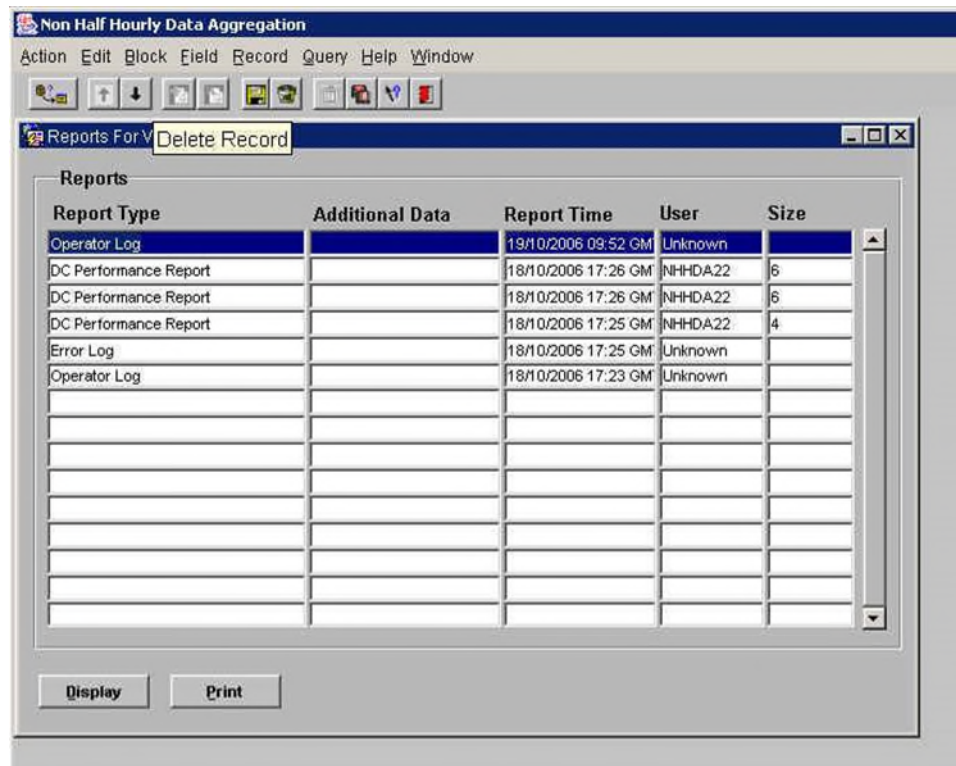 Non Half Hourly Data Aggregation
Action Edit Block Field Record Query Help Window
Reports For V
Delete Record
Reports
Report Type Additional Data Report Time User Size
Operator Log 19/10/2006 09:52 GM Unknown
DC Performance Report 18/10/2006 17:26 GM NHHDA22 6
DC Performance Report 18/10/2006 17:26 GM NHHDA22 6
DC Performance Report 18/10/2006 17:25 GM NHHDA22 4
Error Log 18/10/2006 17:25 GM Unknown
Operator Log 18/10/2006 17:23 GM Unknown
Display Print